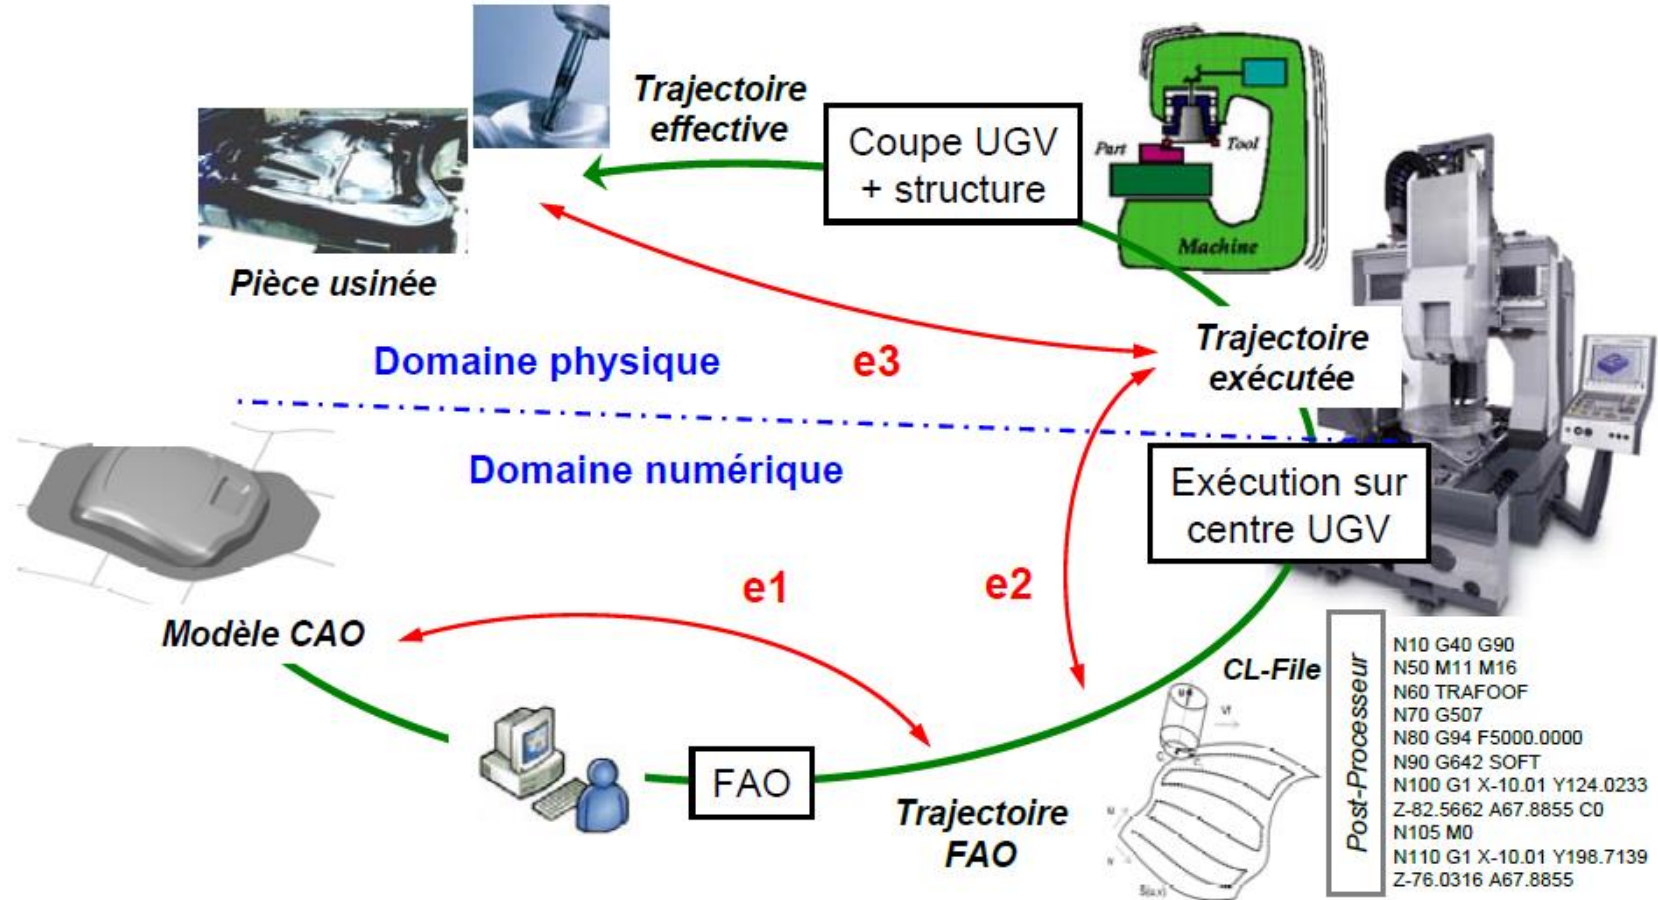 Trajectoire
effective
Coupe UGV
+ structure
Part
Tool
Machine
Pièce usinée
Domaine physique
e3
Trajectoire
exécutée
Domaine numérique
Exécution sur
centre UGV
e1
e2
Modèle CAO
CL-File
Post-Processeur
N10 G40 G90
N50 M11 M16
N60 TRAFOOF
N70 G507
N80 G94 F5000.0000
N90 G642 SOFT
N100 G1 X-10.01 Y124.0233
Z-82.5662 A67.8855 C0
N105 M0
N110 G1 X-10.01 Y198.7139
Z-76.0316 A67.8855
FAO
Trajectoire
FAO
Vf
S(u,v)